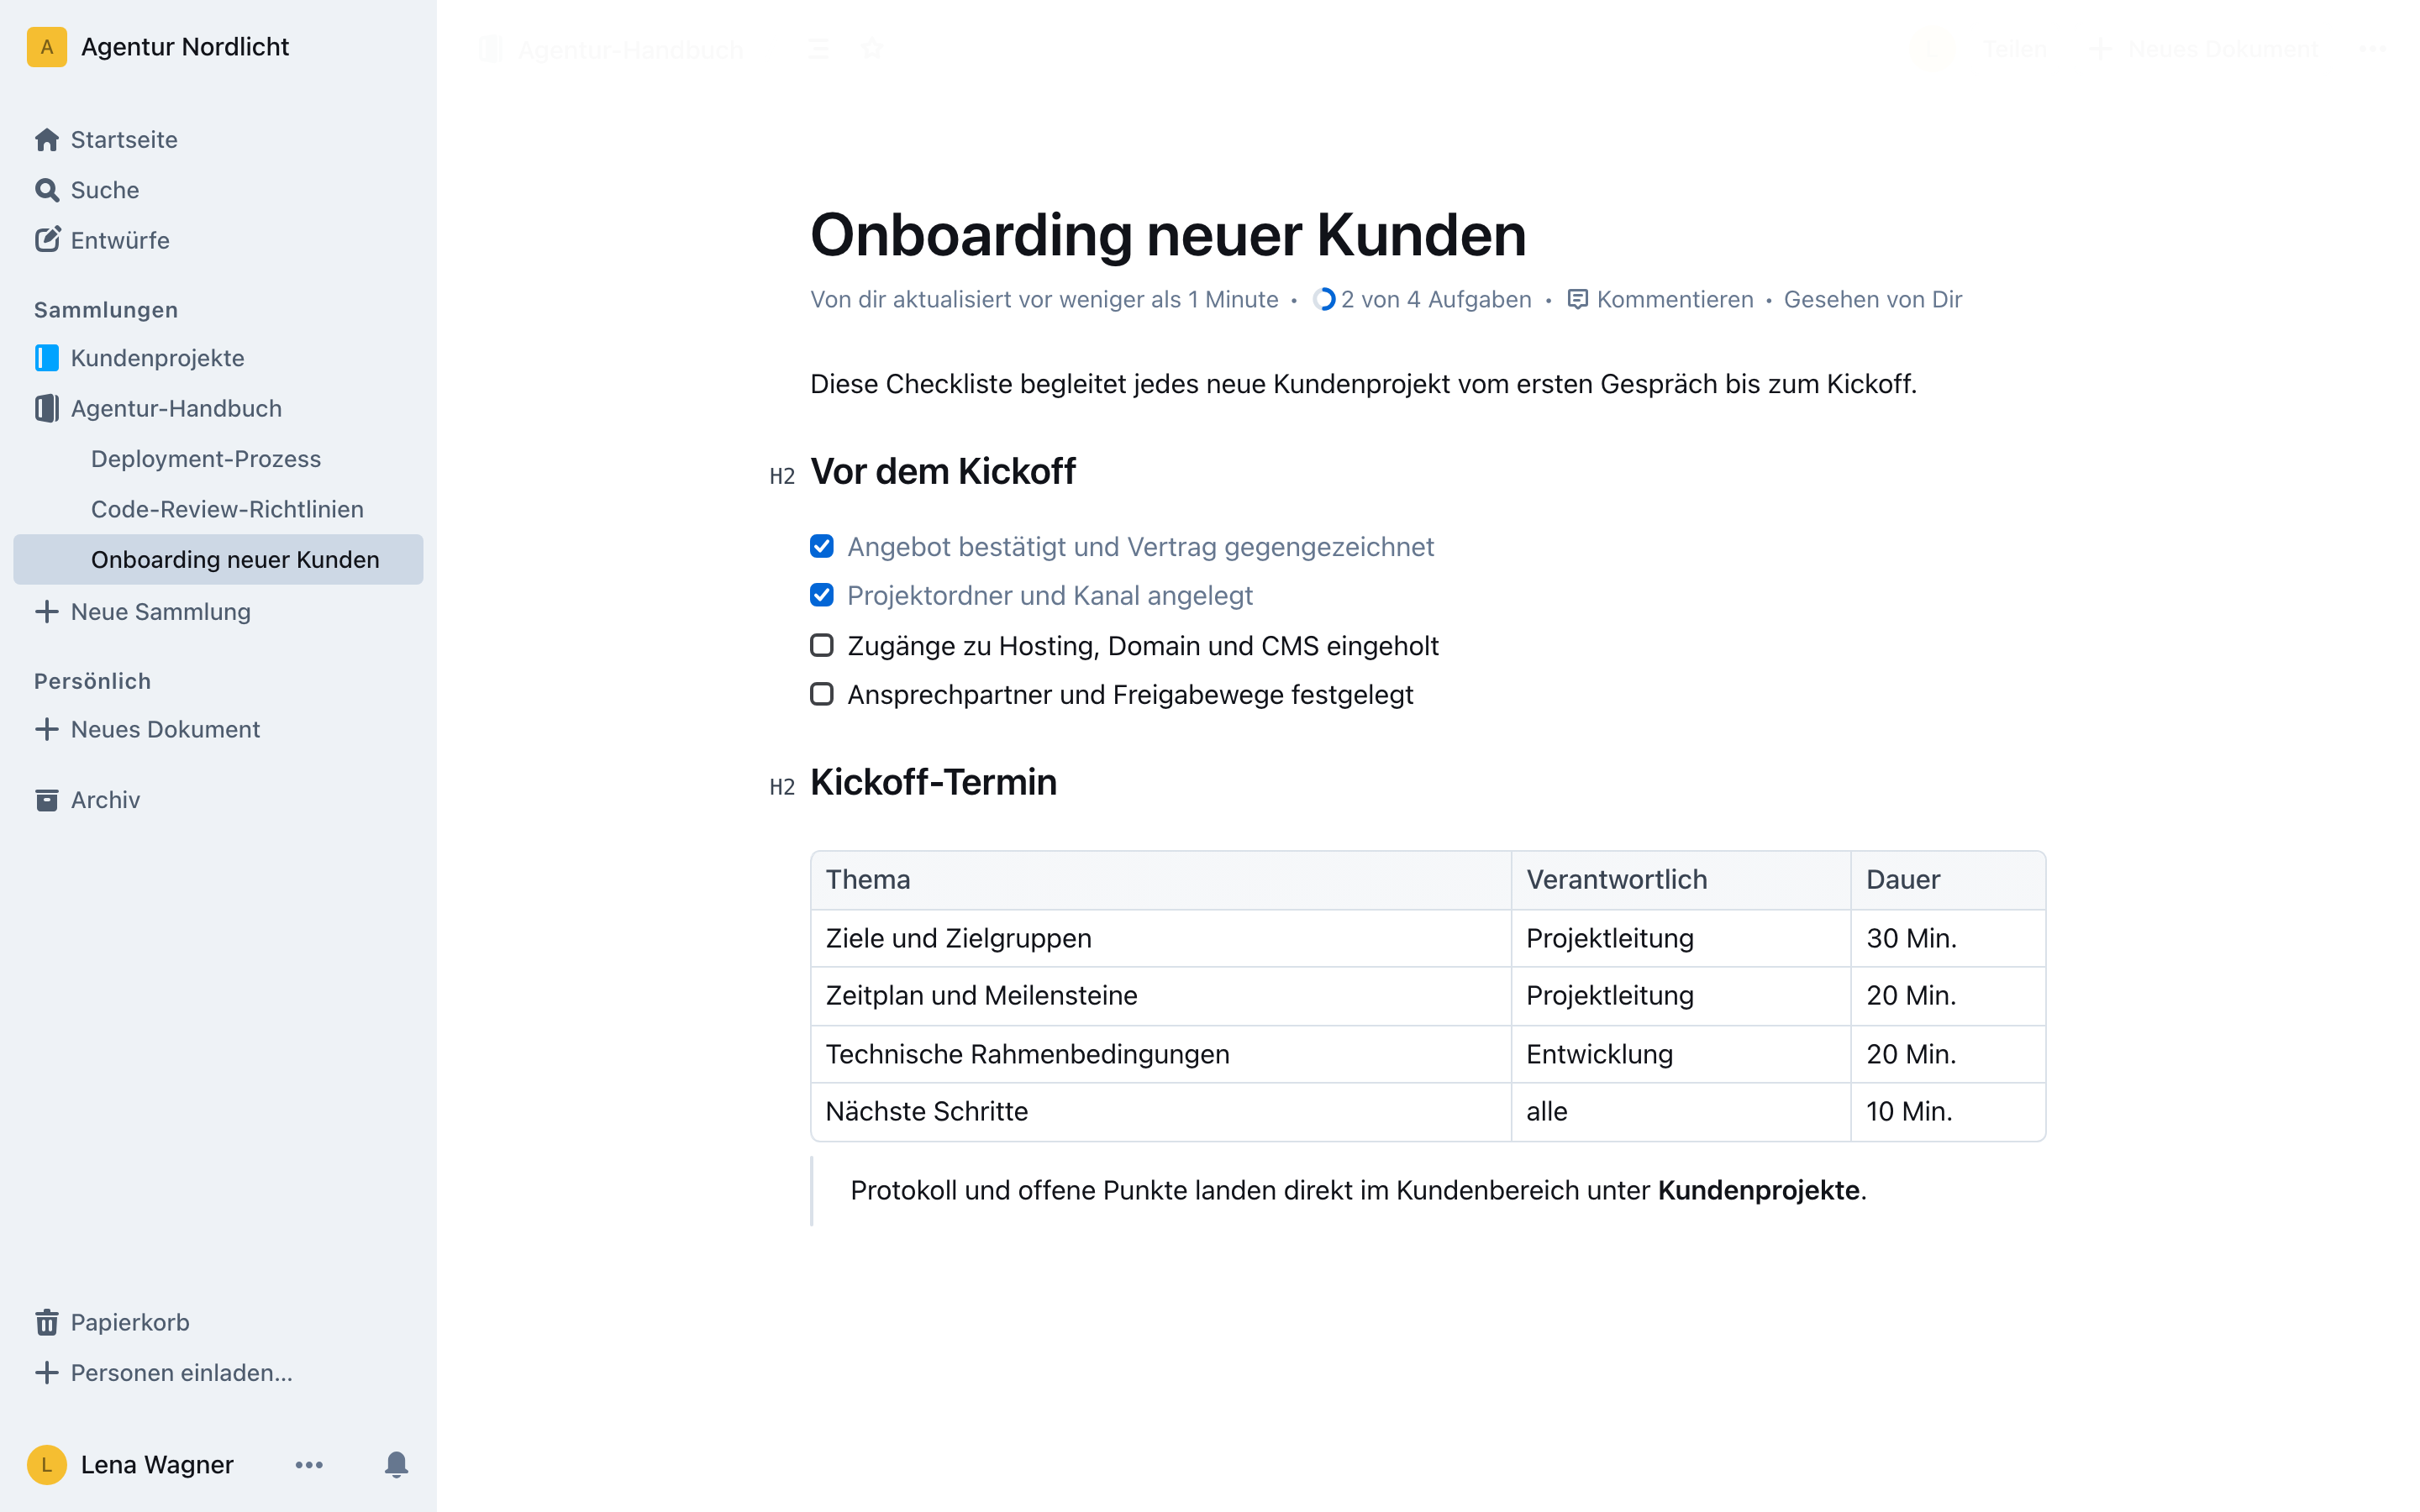 A Agentur Nordlicht
Startseite
Suche
Entwürfe
Sammlungen
Kundenprojekte
Agentur-Handbuch
Deployment-Prozess
Code-Review-Richtlinien
Onboarding neuer Kunden
Neue Sammlung
Persönlich
Neues Dokument
Archiv
Papierkorb
Personen einladen…
L Lena Wagner
Agentur-Handbuch
Teilen
Neues Dokument
Onboarding neuer Kunden
Von dir aktualisiert vor weniger als 1 Minute • 2 von 4 Aufgaben • Kommentieren • Gesehen von Dir
Diese Checkliste begleitet jedes neue Kundenprojekt vom ersten Gespräch bis zum Kickoff.
H2 Vor dem Kickoff
Angebot bestätigt und Vertrag gegengezeichnet
Projektordner und Kanal angelegt
Zugänge zu Hosting, Domain und CMS eingeholt
Ansprechpartner und Freigabewege festgelegt
H2 Kickoff-Termin
Thema Verantwortlich Dauer
Ziele und Zielgruppen Projektleitung 30 Min.
Zeitplan und Meilensteine Projektleitung 20 Min.
Technische Rahmenbedingungen Entwicklung 20 Min.
Nächste Schritte alle 10 Min.
Protokoll und offene Punkte landen direkt im Kundenbereich unter Kundenprojekte.